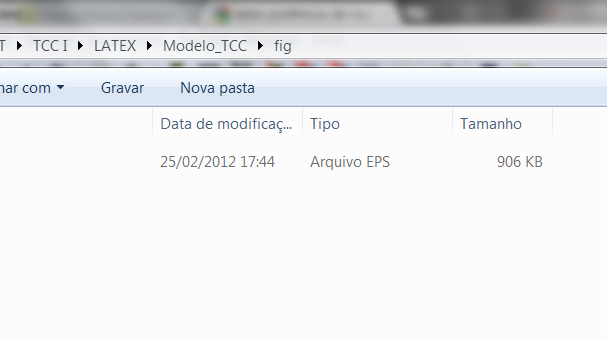 T ▸ TCC I ▸ LATEX ▸ Modelo_TCC ▸ fig
nar com Gravar Nova pasta
Data de modificaç... Tipo Tamanho
25/02/2012 17:44 Arquivo EPS 906 KB